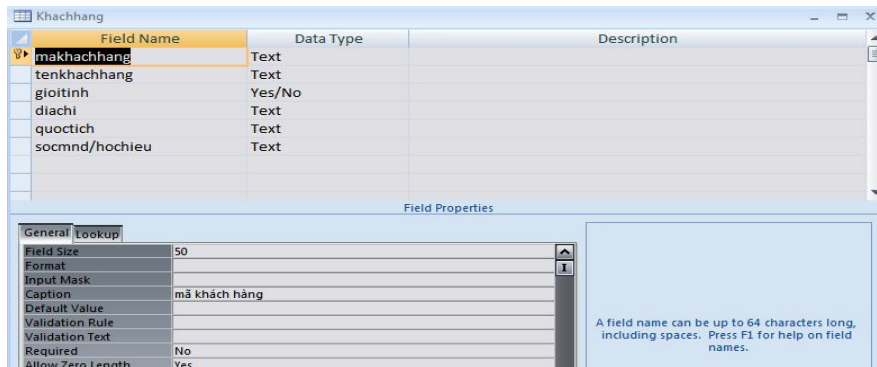 Khachhang
Field Name Data Type Description
makhachhang Text
tenkhachhang Text
gioitinh Yes/No
diachi Text
quoctich Text
socmnd/hochieu Text
Field Properties
General Lookup
Field Size 50
Format
Input Mask
Caption mã khách hàng
Default Value
Validation Rule
Validation Text
Required No
Allow Zero Length Yes
A field name can be up to 64 characters long,
including spaces. Press F1 for help on field
names.